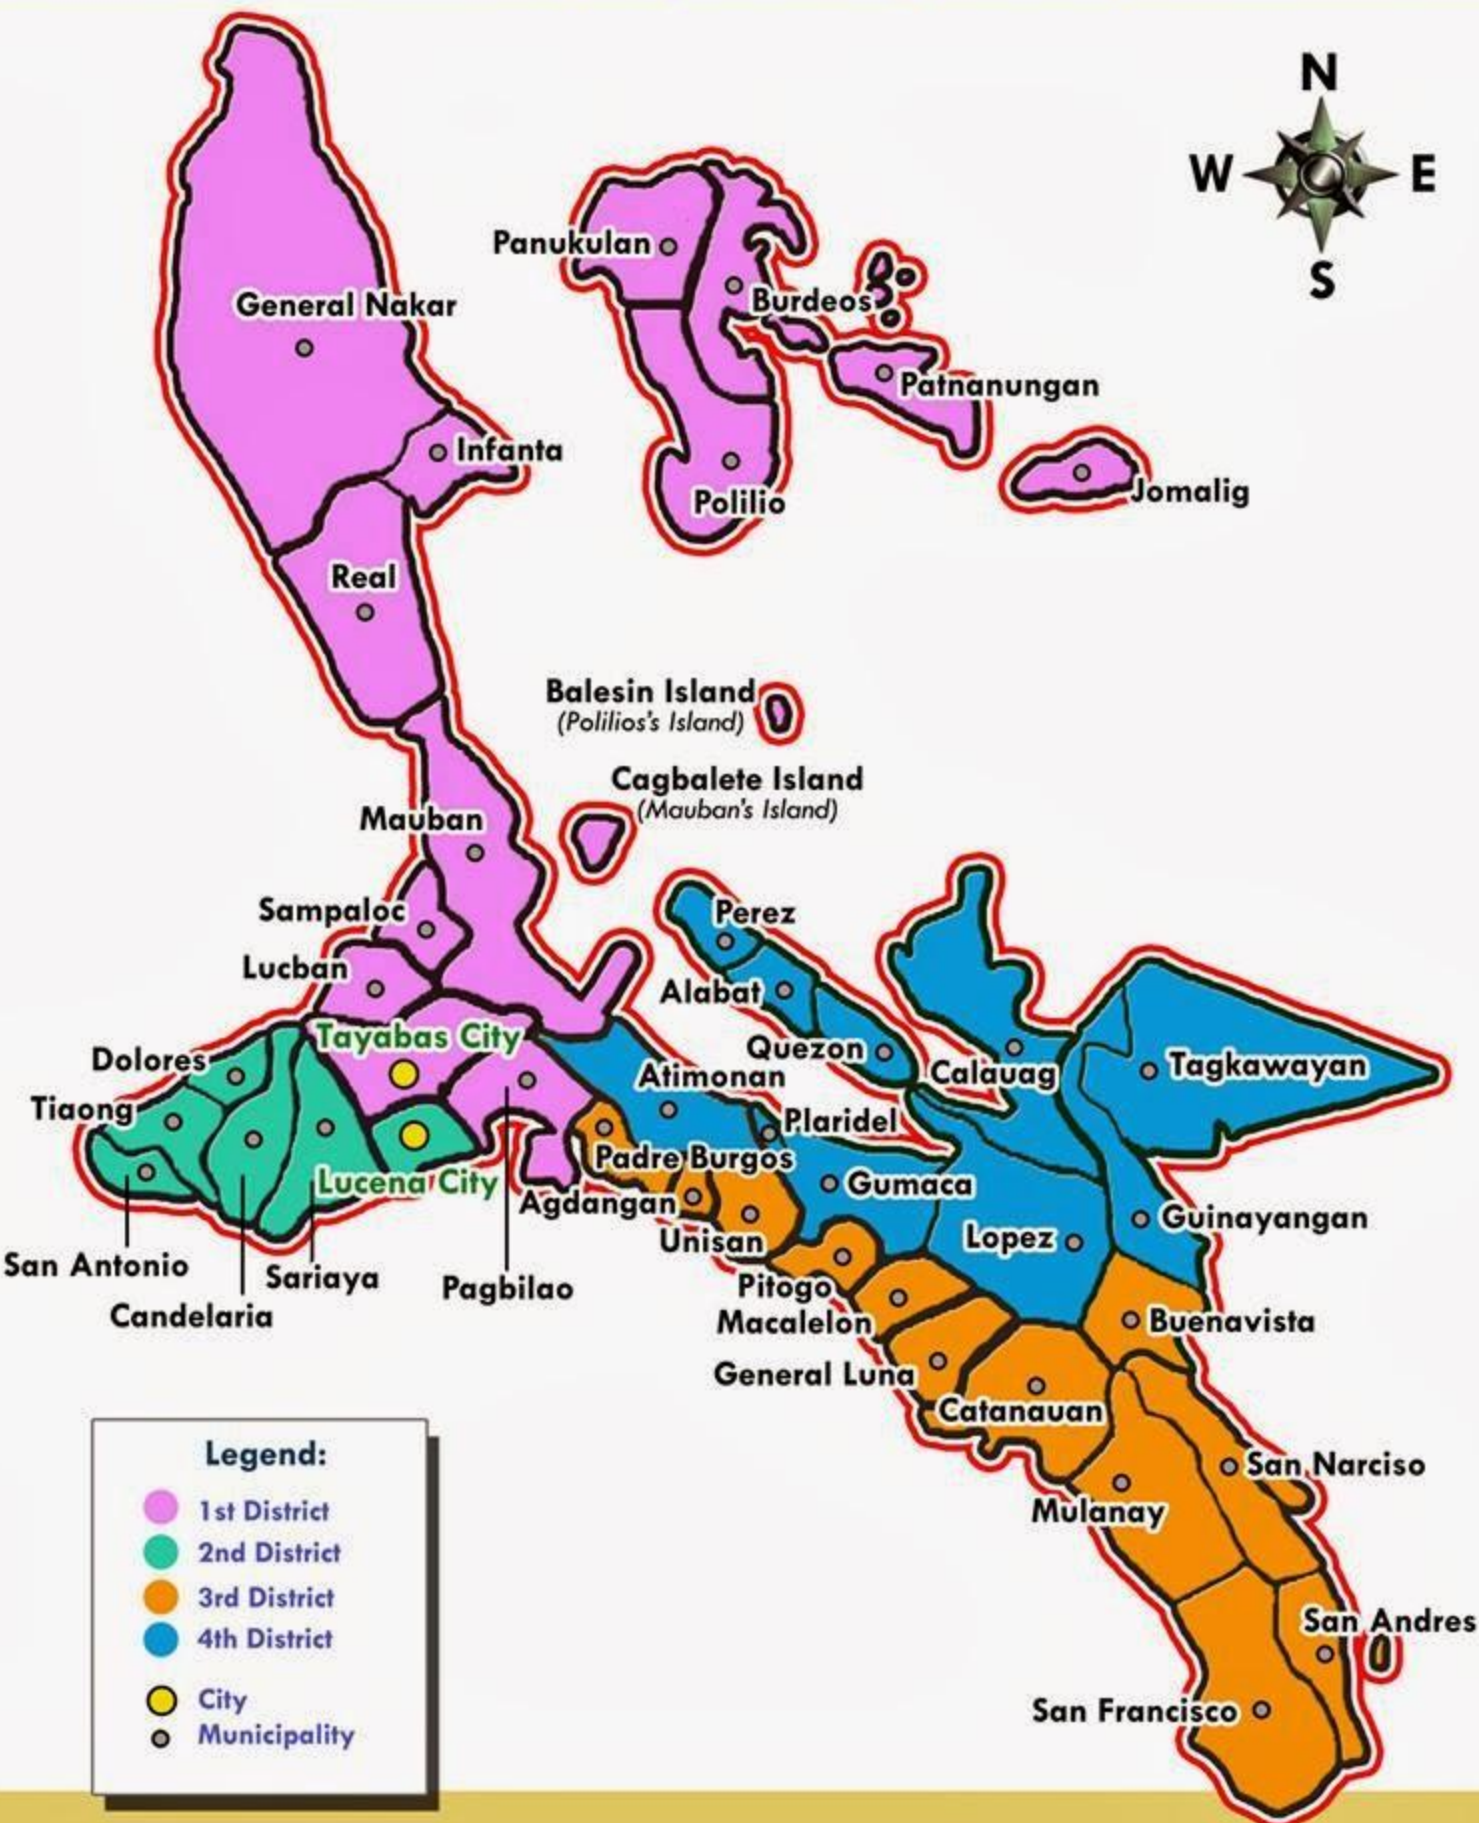 N
W
E
S
Panukulan
Burdeos
General Nakar
Patnanungan
Infanta
Jomalig
Polilio
Real
Balesin Island
(Polilios's Island)
Cagbalete Island
(Mauban's Island)
Mauban
Sampaloc
Perez
Lucban
Alabat
Tayabas City
Quezon
Calauag
Tagkawayan
Dolores
Atimonan
Tiaong
Plaridel
Padre Burgos
Lucena City
Gumaca
Agdangan
Guinayangan
Unisan
Lopez
San Antonio
Sariaya
Pagbilao
Pitogo
Candelaria
Macalelon
Buenavista
General Luna
Catanauan
San Narciso
Mulanay
San Andres
San Francisco
Legend:
1st District
2nd District
3rd District
4th District
City
Municipality